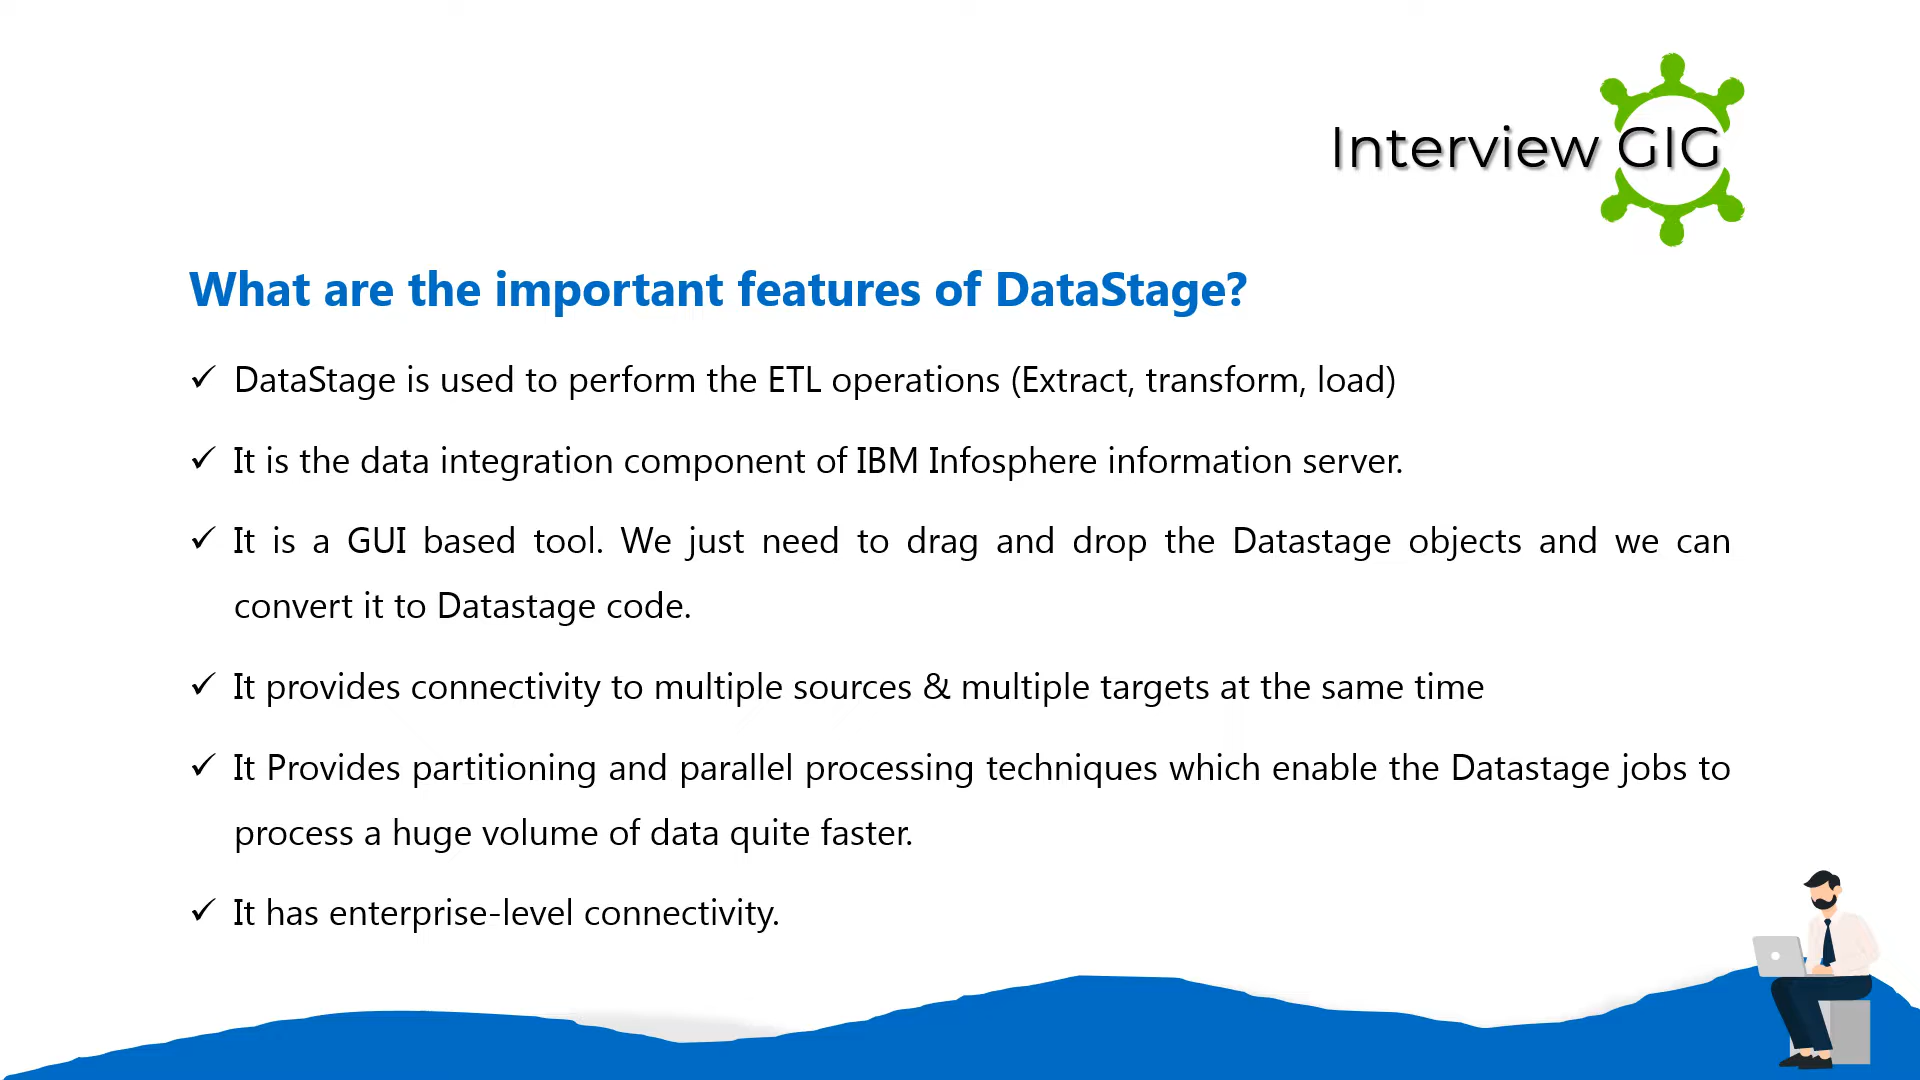 Interview GIG
What are the important features of DataStage?
✓ DataStage is used to perform the ETL operations (Extract, transform, load)
✓ It is the data integration component of IBM Infosphere information server.
✓ It is a GUI based tool. We just need to drag and drop the Datastage objects and we can
convert it to Datastage code.
✓ It provides connectivity to multiple sources & multiple targets at the same time
✓ It Provides partitioning and parallel processing techniques which enable the Datastage jobs to
process a huge volume of data quite faster.
✓ It has enterprise-level connectivity.